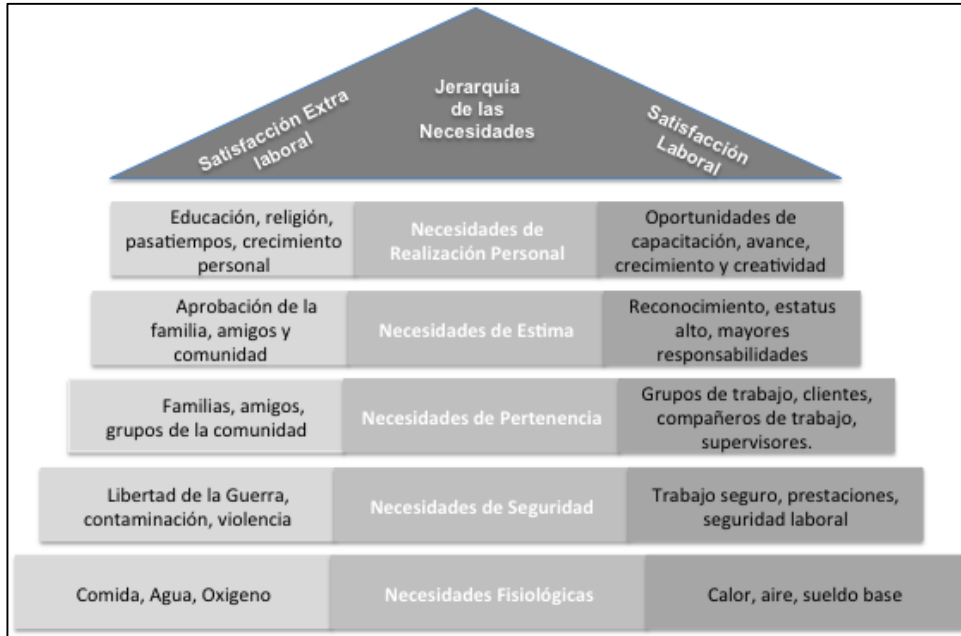 Jerarquía
de las
Necesidades
Satisfacción Extra
laboral
Satisfacción
Laboral
Educación, religión,
pasatiempos, crecimiento
personal
Necesidades de
Realización Personal
Oportunidades de
capacitación, avance,
crecimiento y creatividad
Aprobación de la
familia, amigos y
comunidad
Necesidades de Estima
Reconocimiento, estatus
alto, mayores
responsabilidades
Familias, amigos,
grupos de la comunidad
Necesidades de Pertenencia
Grupos de trabajo, clientes,
compañeros de trabajo,
supervisores.
Libertad de la Guerra,
contaminación, violencia
Necesidades de Seguridad
Trabajo seguro, prestaciones,
seguridad laboral
Comida, Agua, Oxigeno
Necesidades Fisiológicas
Calor, aire, sueldo base